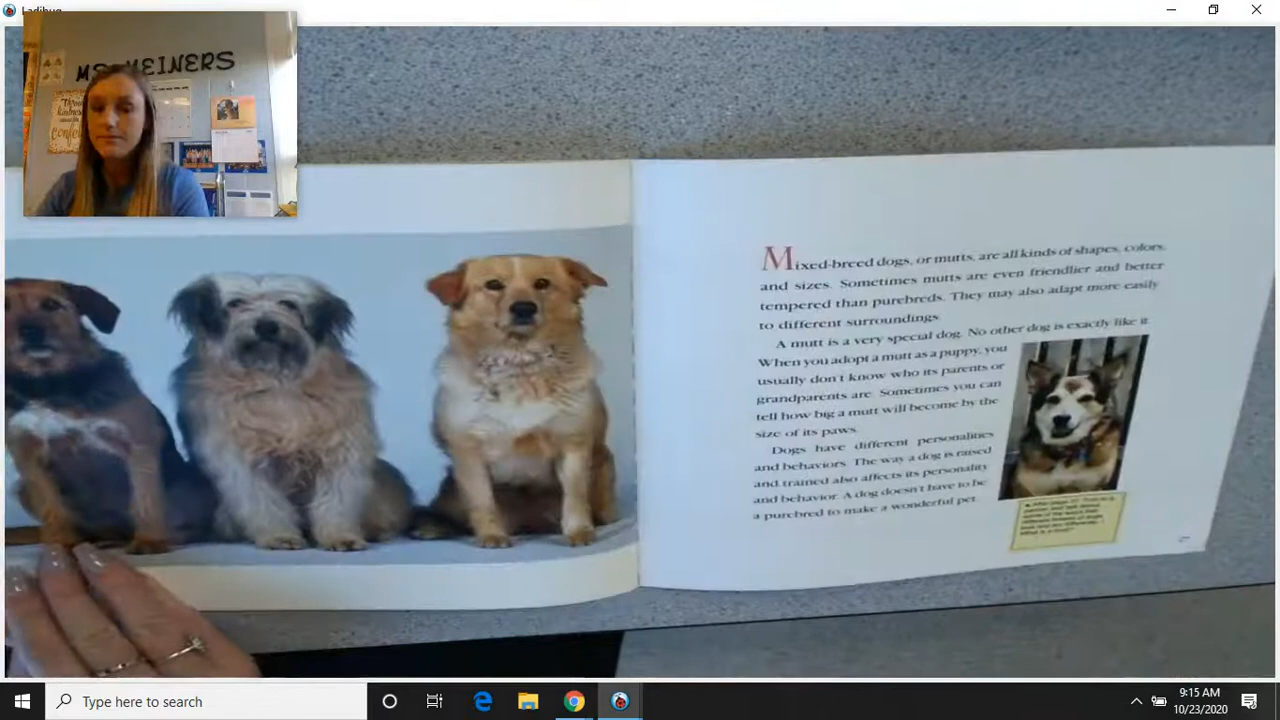 Ladibug
MS. MEINERS
Mixed-breed dogs, or mutts, are all kinds of shapes, colors,
and sizes. Sometimes mutts are even friendlier and better
tempered than purebreds. They may also adapt more easily
to different surroundings.
A mutt is a very special dog. No other dog is exactly like it.
When you adopt a mutt as a puppy, you
usually don't know who its parents or
grandparents are. Sometimes you can
tell how big a mutt will become by the
size of its paws.
Dogs have different personalities
and behaviors. The way a dog is raised
and trained also affects its personality
and behavior. A dog doesn't have to be
a purebred to make a wonderful pet.
Type here to search
9:15 AM
10/23/2020